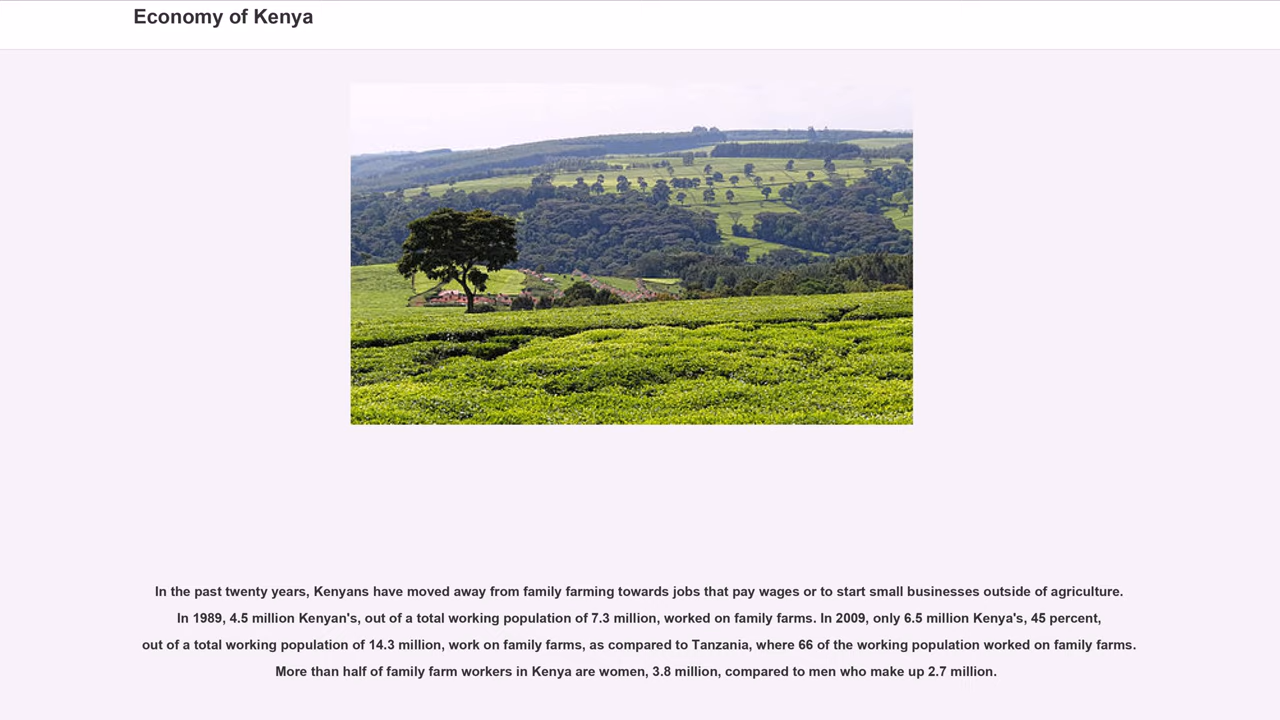 Economy of Kenya
In the past twenty years, Kenyans have moved away from family farming towards jobs that pay wages or to start small businesses outside of agriculture.
In 1989, 4.5 million Kenyan's, out of a total working population of 7.3 million, worked on family farms. In 2009, only 6.5 million Kenya's, 45 percent,
out of a total working population of 14.3 million, work on family farms, as compared to Tanzania, where 66 of the working population worked on family farms.
More than half of family farm workers in Kenya are women, 3.8 million, compared to men who make up 2.7 million.